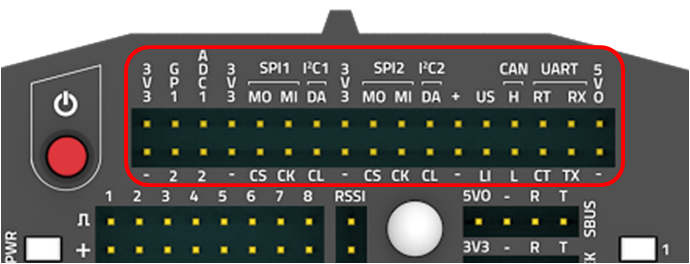 3V3 GP1 ADC1 3V3 SPI1 I²C1 3V3 SPI2 I²C2 CAN UART 5V0
MO MI DA MO MI DA + US H RT RX
- 2 2 - CS CK CL - CS CK CL - LI L CT TX -
1 2 3 4 5 6 7 8 RSSI 5V0 - R T
SBUS
+
3V3 - R T
PWR
1